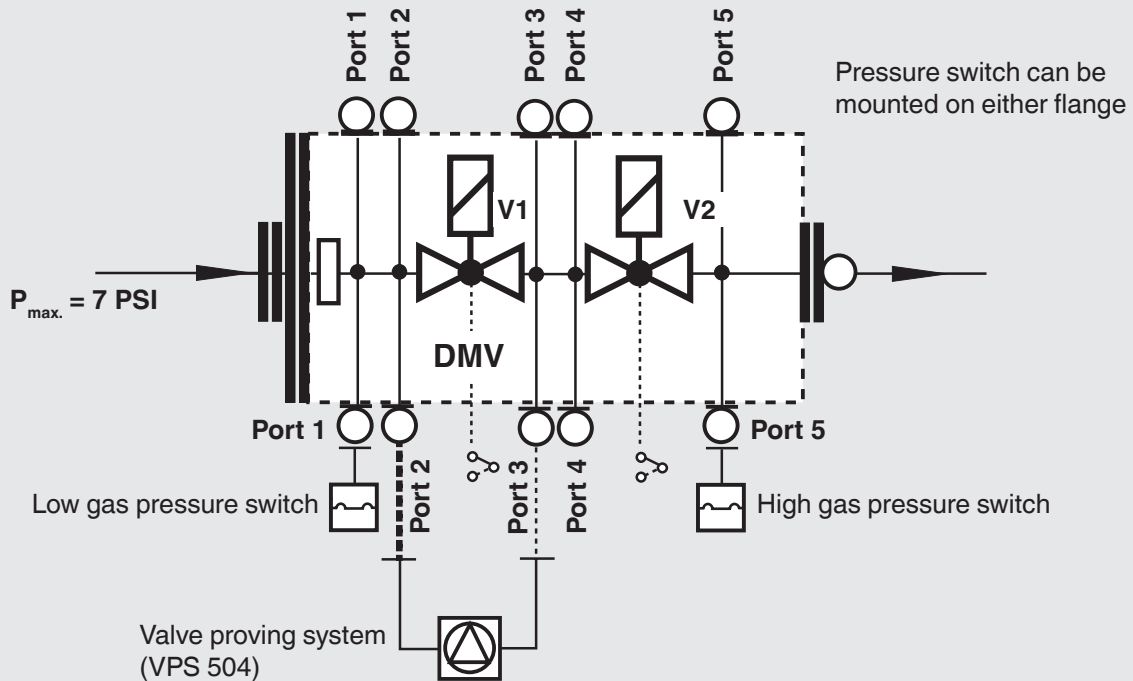 Port 1
Port 2
Port 3
Port 4
Port 5
Pressure switch can be
mounted on either flange
V1
V2
Pmax. = 7 PSI
DMV
Port 1
Port 2
Port 3
Port 4
Port 5
Low gas pressure switch
High gas pressure switch
Valve proving system
(VPS 504)